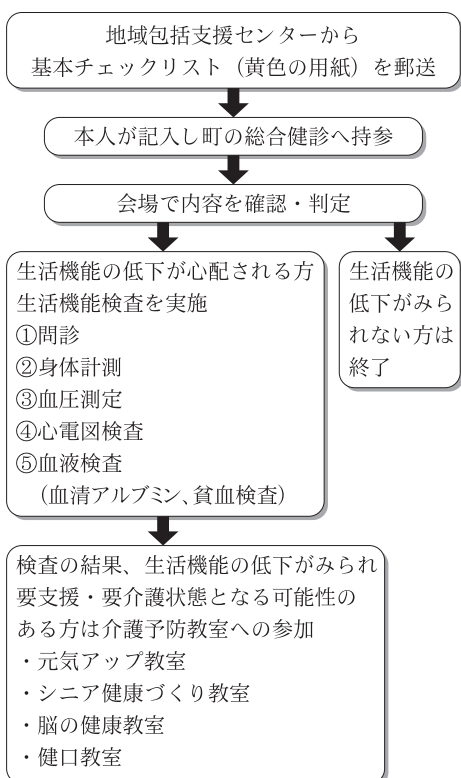 地域包括支援センターから
基本チェックリスト（黄色の用紙）を郵送
本人が記入し町の総合健診へ持参
会場で内容を確認・判定
生活機能の低下が心配される方
生活機能検査を実施
①問診
②身体計測
③血圧測定
④心電図検査
⑤血液検査
（血清アルブミン、貧血検査）
生活機能の
低下がみら
れない方は
終了
検査の結果、生活機能の低下がみられ
要支援・要介護状態となる可能性の
ある方は介護予防教室への参加
・元気アップ教室
・シニア健康づくり教室
・脳の健康教室
・健口教室